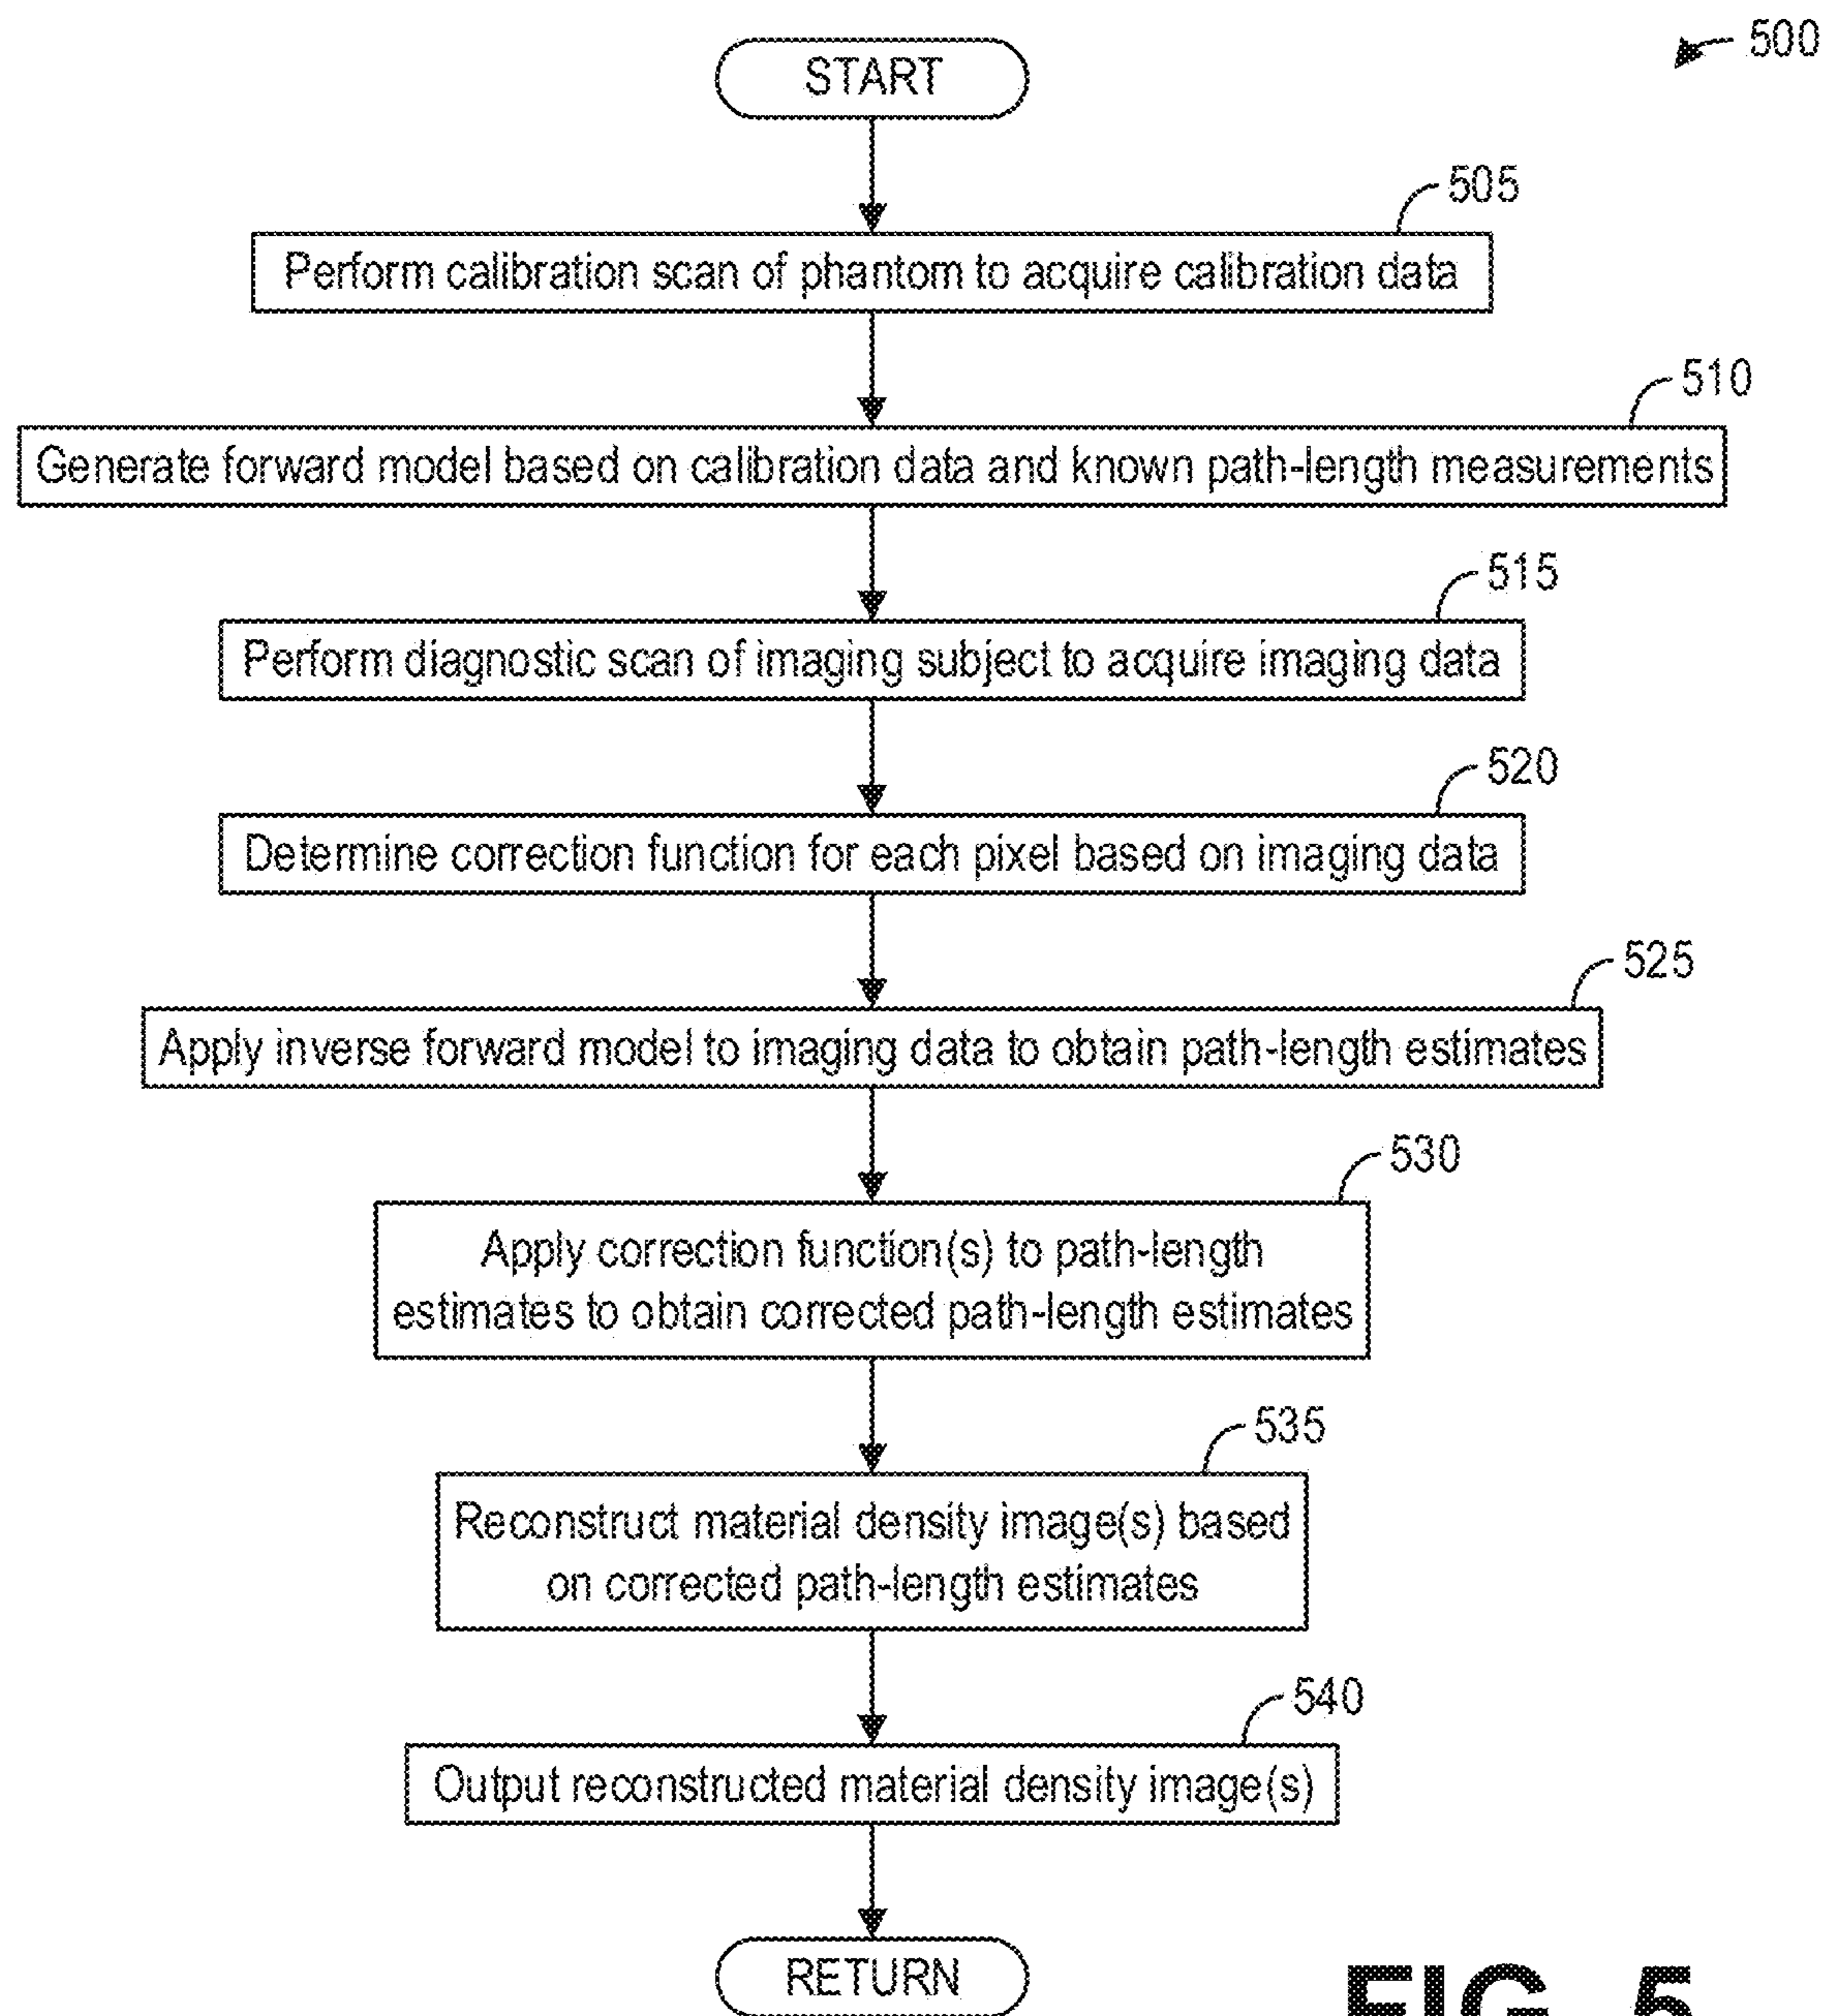 500
START
505
Perform calibration scan of phantom to acquire calibration data
510
Generate forward model based on calibration data and known path-length measurements
515
Perform diagnostic scan of imaging subject to acquire imaging data
520
Determine correction function for each pixel based on imaging data
525
Apply inverse forward model to imaging data to obtain path-length estimates
530
Apply correction function(s) to path-length
estimates to obtain corrected path-length estimates
535
Reconstruct material density image(s) based
on corrected path-length estimates
540
Output reconstructed material density image(s)
RETURN
FIG. 5